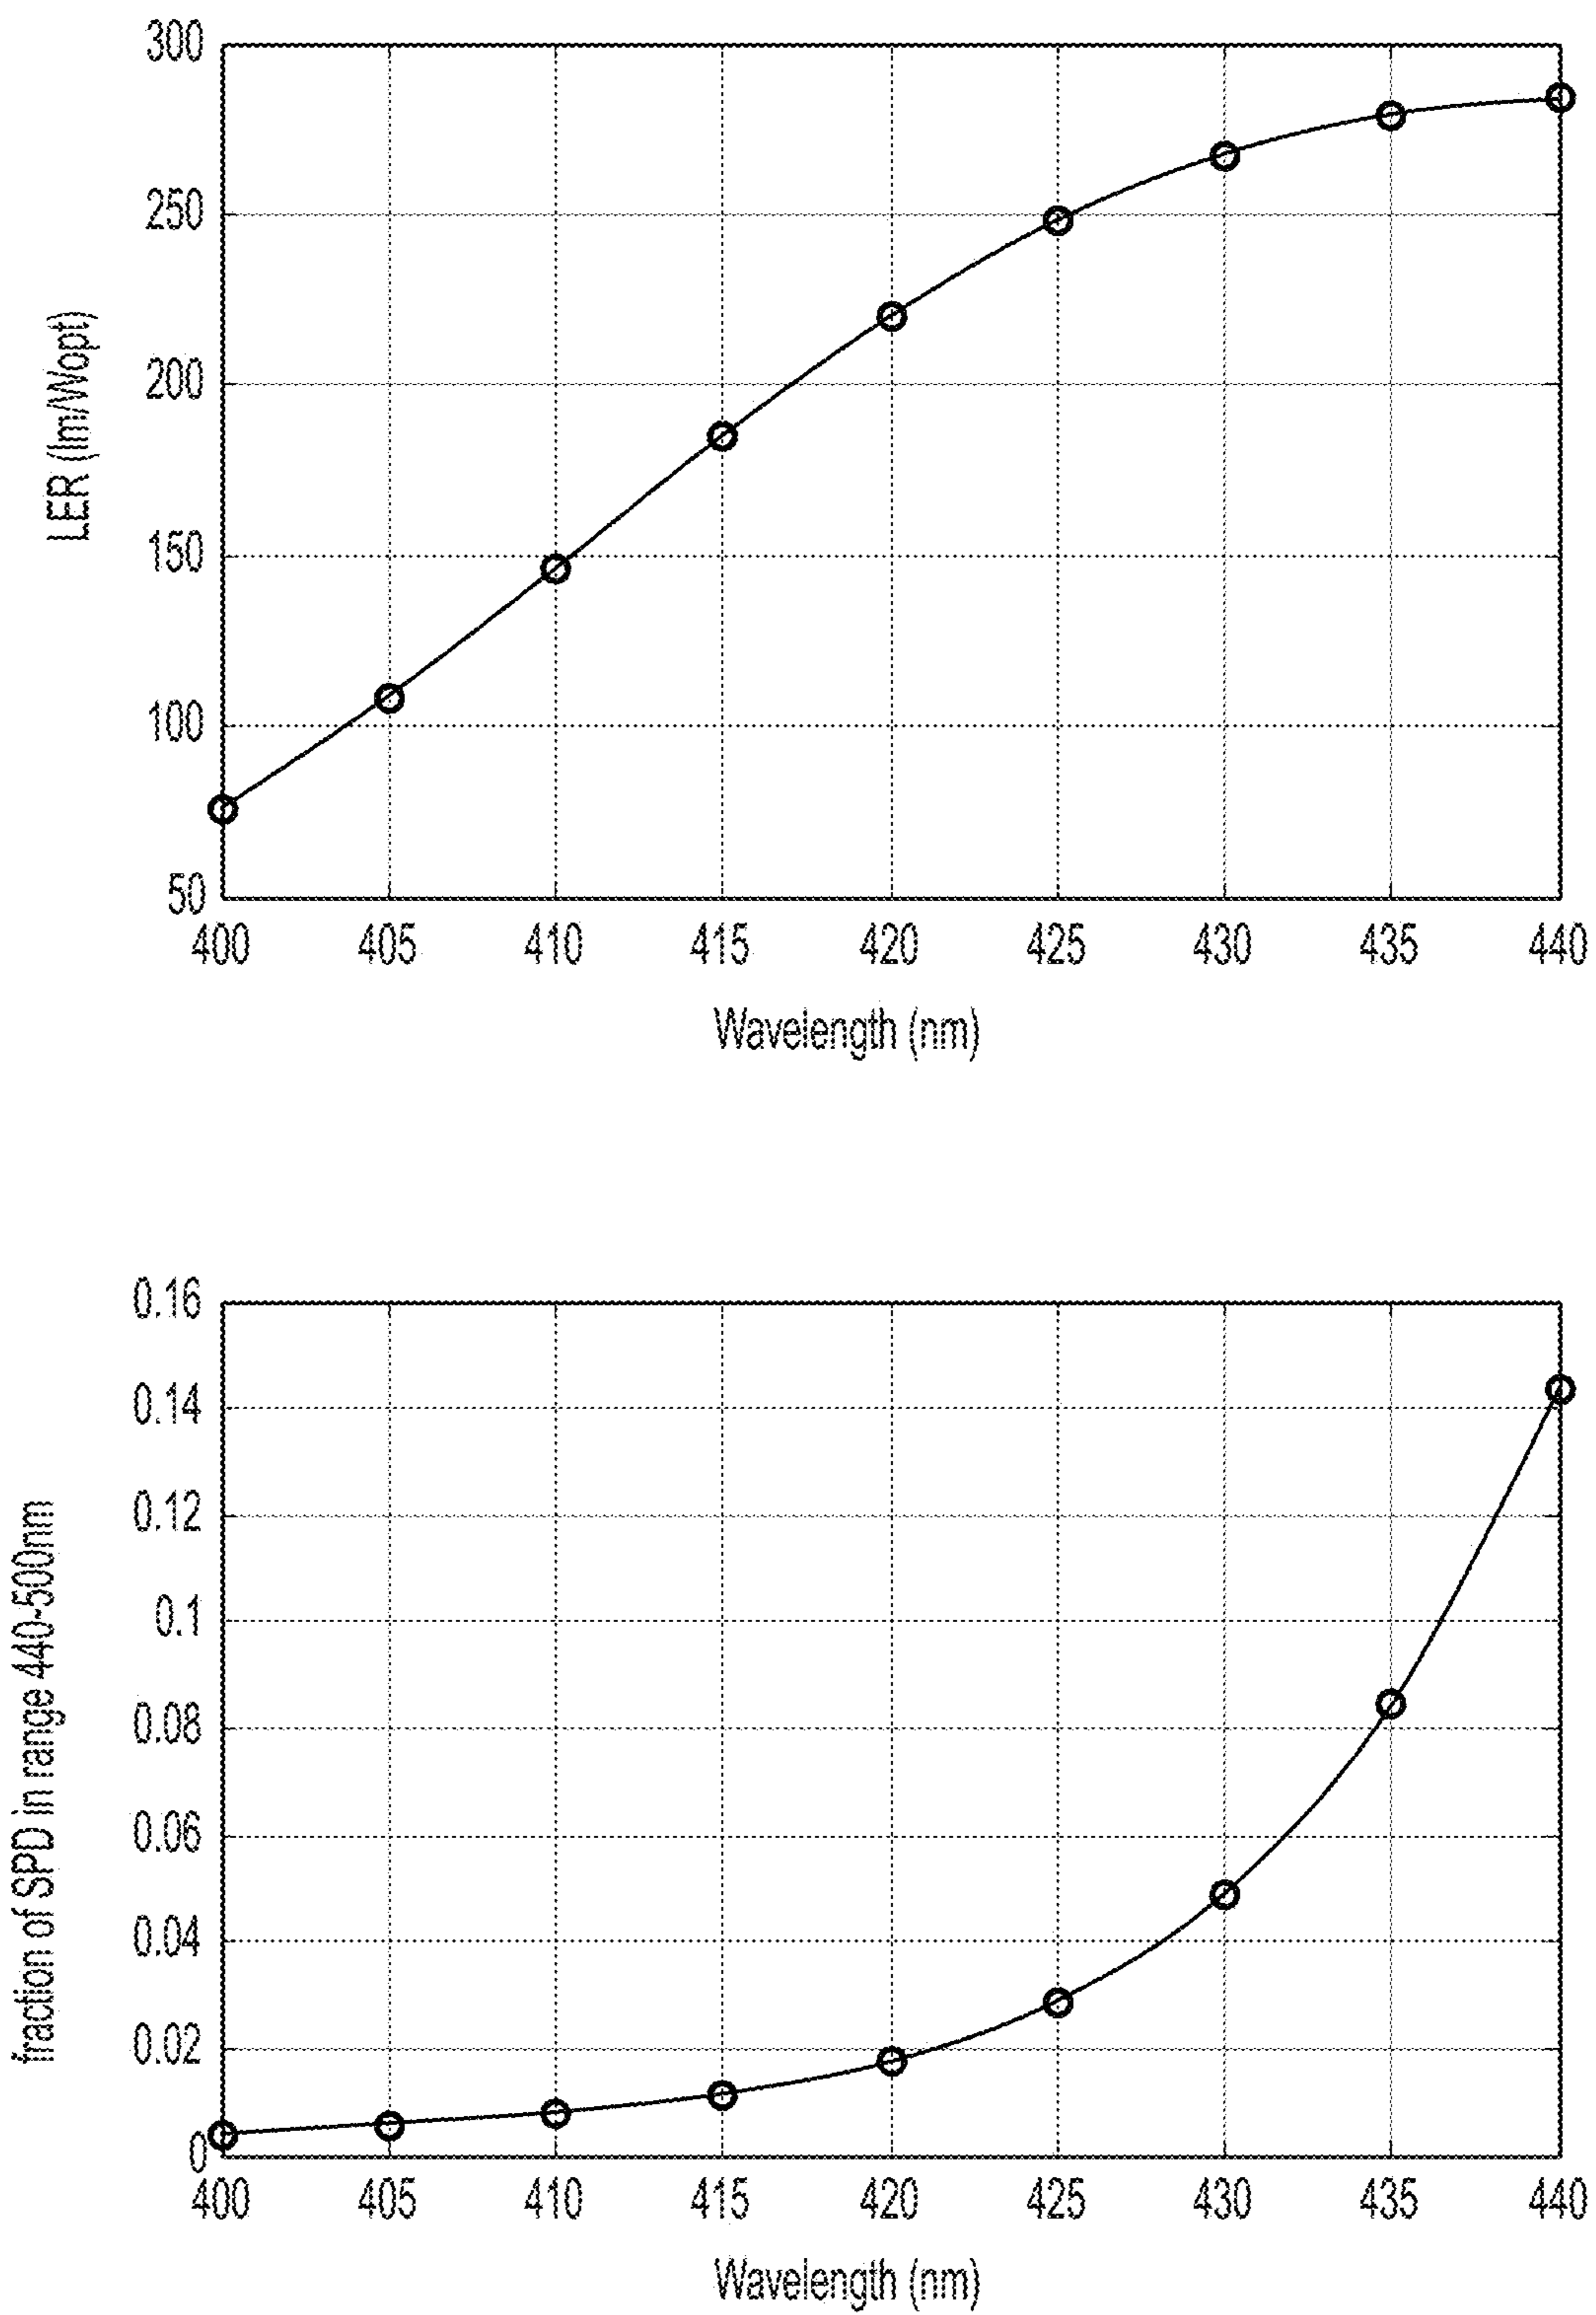 300
250
200
150
100
50
LER (lm/Wopt)
400 405 410 415 420 425 430 435 440
Wavelength (nm)
0.16
0.14
0.12
0.1
0.08
0.06
0.04
0.02
0
fraction of SPD in range 440-500nm
400 405 410 415 420 425 430 435 440
Wavelength (nm)